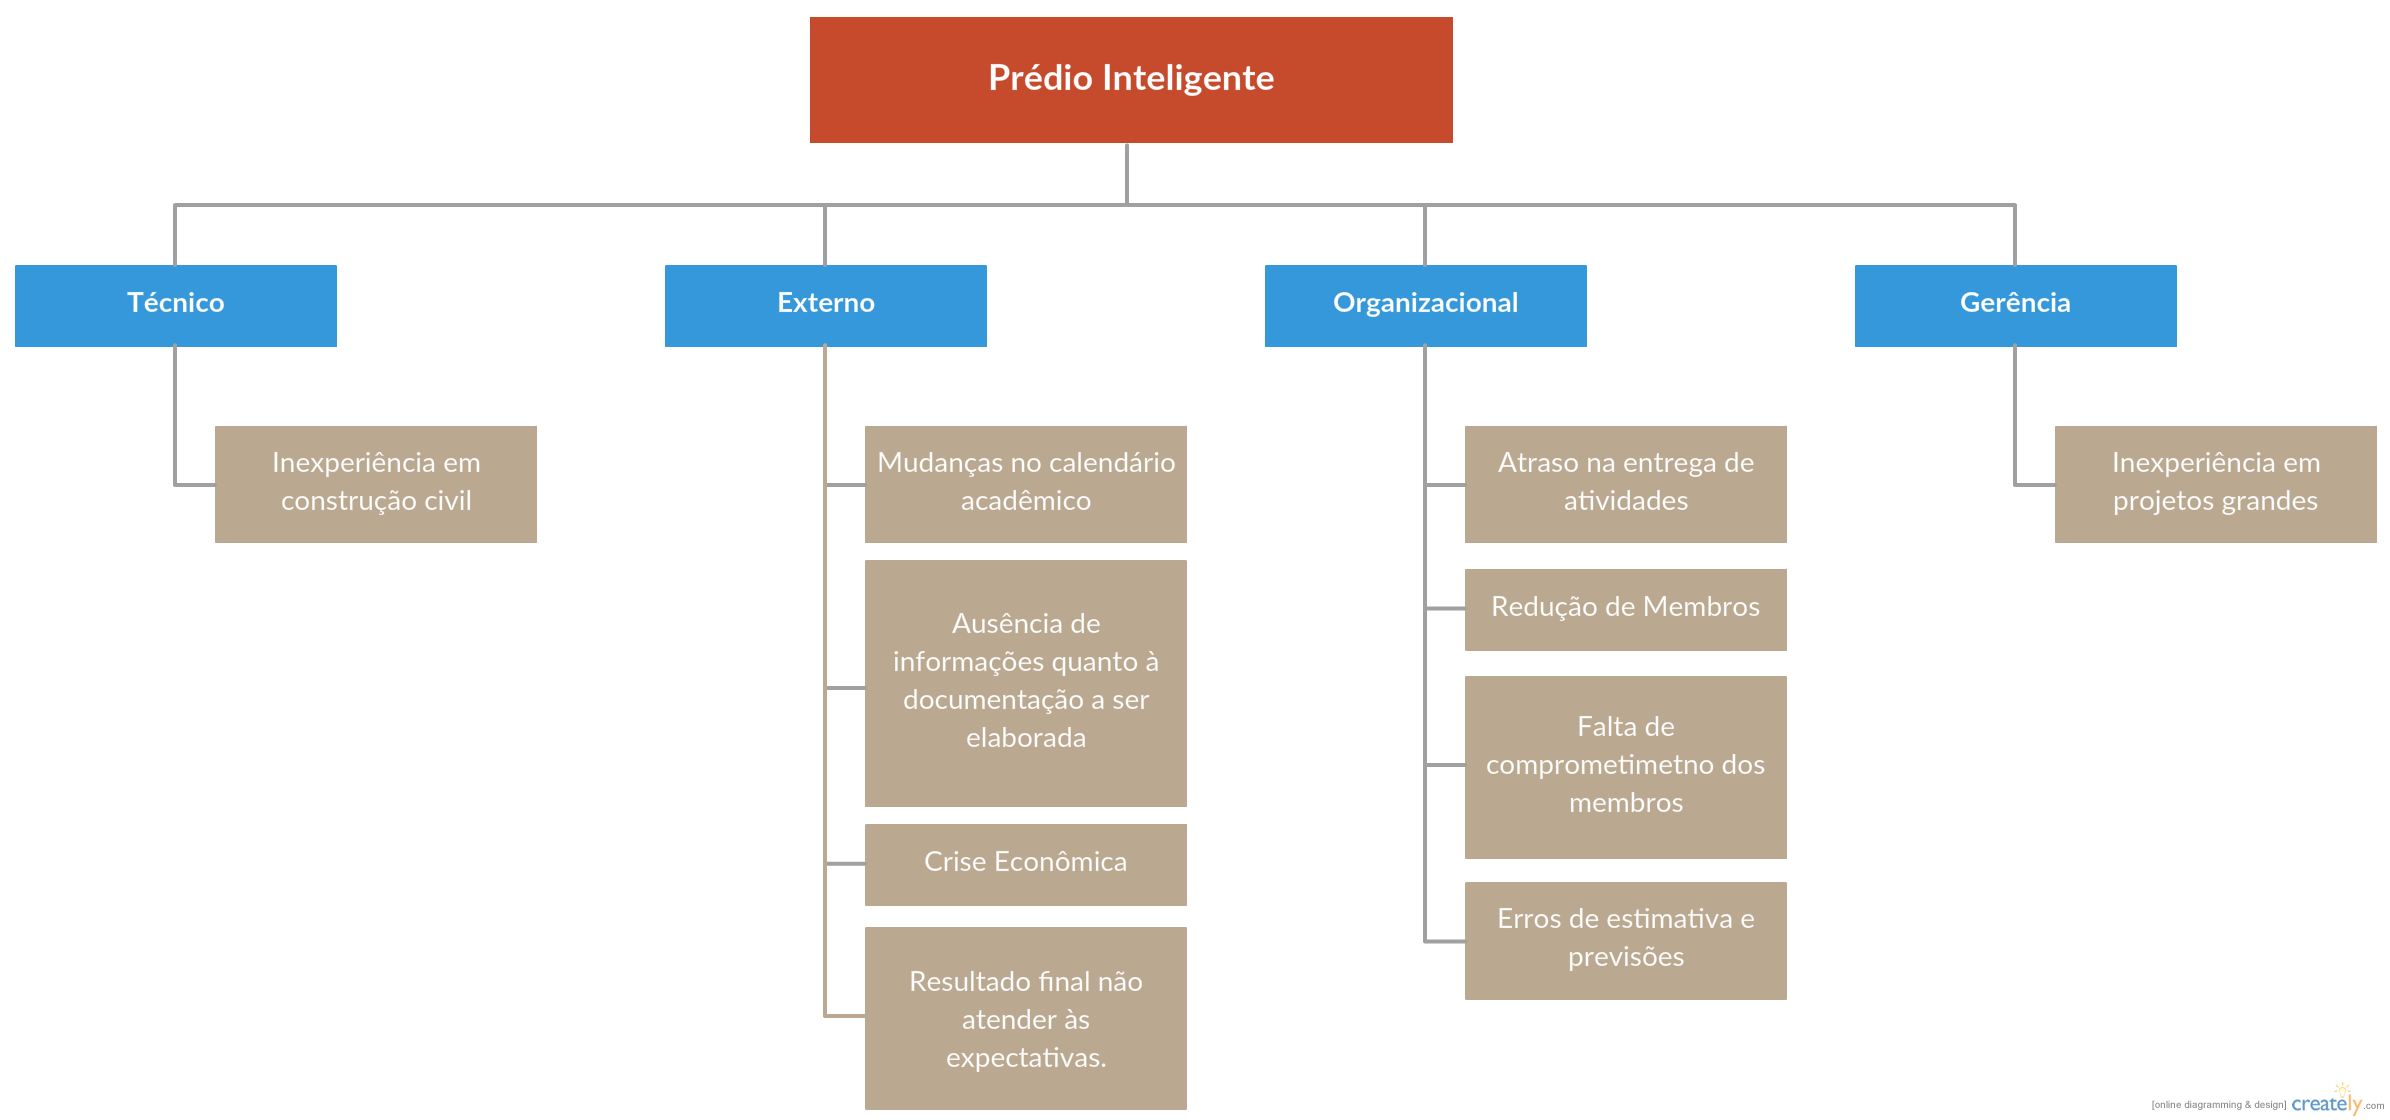 Prédio Inteligente
Técnico
Externo
Organizacional
Gerência
Inexperiência em
construção civil
Mudanças no calendário
acadêmico
Ausência de
informações quanto à
documentação a ser
elaborada
Crise Econômica
Resultado final não
atender às
expectativas.
Atraso na entrega de
atividades
Redução de Membros
Falta de
comprometimetno dos
membros
Erros de estimativa e
previsões
Inexperiência em
projetos grandes
[online diagramming & design] creately.com